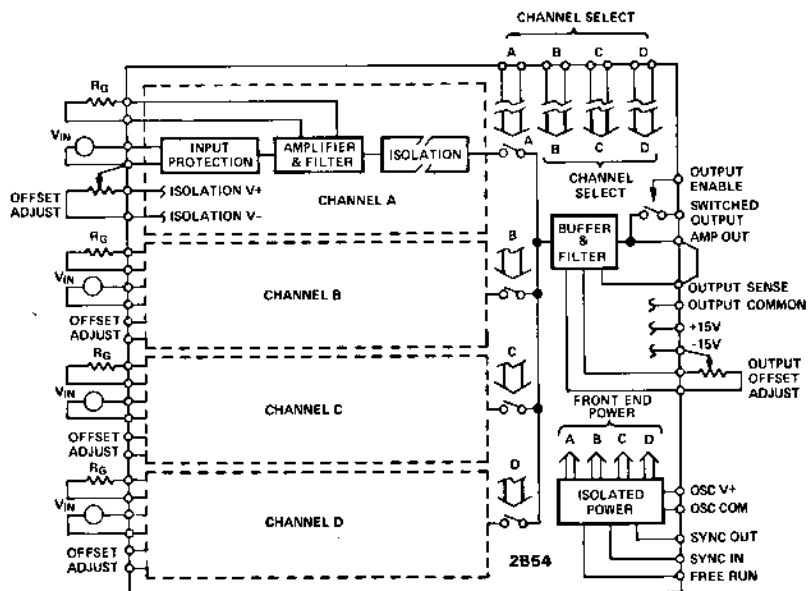 CHANNEL SELECT
A B C D
RG
VIN
INPUT
PROTECTION
AMPLIFIER
& FILTER
ISOLATION
A
B C D
CHANNEL
SELECT
OFFSET
ADJUST
ISOLATION V+
ISOLATION V–
CHANNEL A
OUTPUT
ENABLE
SWITCHED
OUTPUT
AMP OUT
BUFFER
&
FILTER
RG
VIN
OFFSET
ADJUST
CHANNEL B
B
OUTPUT SENSE
OUTPUT COMMON
+15V
-15V
OUTPUT
OFFSET
ADJUST
RG
VIN
OFFSET
ADJUST
CHANNEL C
C
FRONT END
POWER
A B C D
RG
VIN
OFFSET
ADJUST
CHANNEL D
D
ISOLATED
POWER
OSC V+
OSC COM
SYNC OUT
SYNC IN
FREE RUN
2B54